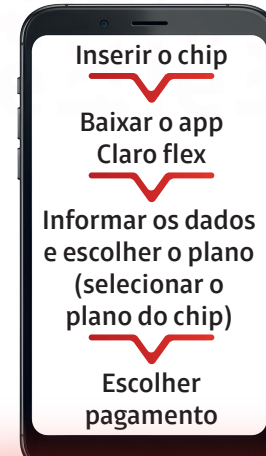 Inserir o chip
Baixar o app
Claro flex
Informar os dados
e escolher o plano
(selecionar o
plano do chip)
Escolher
pagamento